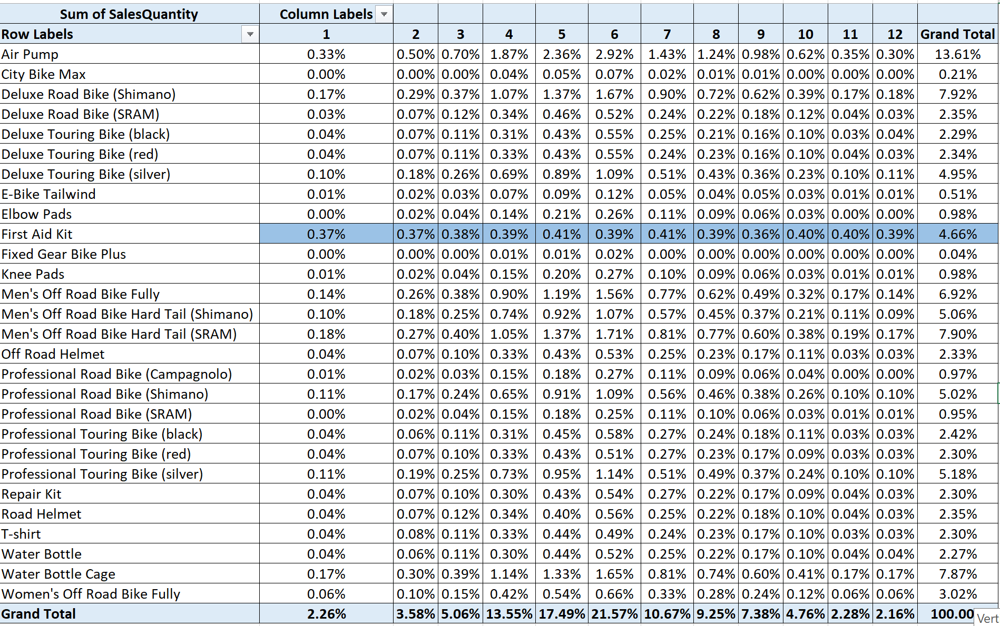 Sum of SalesQuantity Column Labels
Row Labels 1 2 3 4 5 6 7 8 9 10 11 12 Grand Total
Air Pump 0.33% 0.50% 0.70% 1.87% 2.36% 2.92% 1.43% 1.24% 0.98% 0.62% 0.35% 0.30% 13.61%
City Bike Max 0.00% 0.00% 0.00% 0.04% 0.05% 0.07% 0.02% 0.01% 0.01% 0.00% 0.00% 0.00% 0.21%
Deluxe Road Bike (Shimano) 0.17% 0.29% 0.37% 1.07% 1.37% 1.67% 0.90% 0.72% 0.62% 0.39% 0.17% 0.18% 7.92%
Deluxe Road Bike (SRAM) 0.03% 0.07% 0.12% 0.34% 0.46% 0.52% 0.24% 0.22% 0.18% 0.12% 0.04% 0.03% 2.35%
Deluxe Touring Bike (black) 0.04% 0.07% 0.11% 0.31% 0.43% 0.55% 0.25% 0.21% 0.16% 0.10% 0.03% 0.04% 2.29%
Deluxe Touring Bike (red) 0.04% 0.07% 0.11% 0.33% 0.43% 0.55% 0.24% 0.23% 0.16% 0.10% 0.04% 0.03% 2.34%
Deluxe Touring Bike (silver) 0.10% 0.18% 0.26% 0.69% 0.89% 1.09% 0.51% 0.43% 0.36% 0.23% 0.10% 0.11% 4.95%
E-Bike Tailwind 0.01% 0.02% 0.03% 0.07% 0.09% 0.12% 0.05% 0.04% 0.05% 0.03% 0.01% 0.01% 0.51%
Elbow Pads 0.00% 0.02% 0.04% 0.14% 0.21% 0.26% 0.11% 0.09% 0.06% 0.03% 0.00% 0.00% 0.98%
First Aid Kit 0.37% 0.37% 0.38% 0.39% 0.41% 0.39% 0.41% 0.39% 0.36% 0.40% 0.40% 0.39% 4.66%
Fixed Gear Bike Plus 0.00% 0.00% 0.00% 0.01% 0.01% 0.02% 0.00% 0.00% 0.00% 0.00% 0.00% 0.00% 0.04%
Knee Pads 0.01% 0.02% 0.04% 0.15% 0.20% 0.27% 0.10% 0.09% 0.06% 0.03% 0.01% 0.01% 0.98%
Men's Off Road Bike Fully 0.14% 0.26% 0.38% 0.90% 1.19% 1.56% 0.77% 0.62% 0.49% 0.32% 0.17% 0.14% 6.92%
Men's Off Road Bike Hard Tail (Shimano) 0.10% 0.18% 0.25% 0.74% 0.92% 1.07% 0.57% 0.45% 0.37% 0.21% 0.11% 0.09% 5.06%
Men's Off Road Bike Hard Tail (SRAM) 0.18% 0.27% 0.40% 1.05% 1.37% 1.71% 0.81% 0.77% 0.60% 0.38% 0.19% 0.17% 7.90%
Off Road Helmet 0.04% 0.07% 0.10% 0.33% 0.43% 0.53% 0.25% 0.23% 0.17% 0.11% 0.03% 0.03% 2.33%
Professional Road Bike (Campagnolo) 0.01% 0.02% 0.03% 0.15% 0.18% 0.27% 0.11% 0.09% 0.06% 0.04% 0.00% 0.00% 0.97%
Professional Road Bike (Shimano) 0.11% 0.17% 0.24% 0.65% 0.91% 1.09% 0.56% 0.46% 0.38% 0.26% 0.10% 0.10% 5.02%
Professional Road Bike (SRAM) 0.00% 0.02% 0.04% 0.15% 0.18% 0.25% 0.11% 0.10% 0.06% 0.03% 0.01% 0.01% 0.95%
Professional Touring Bike (black) 0.04% 0.06% 0.11% 0.31% 0.45% 0.58% 0.27% 0.24% 0.18% 0.11% 0.03% 0.03% 2.42%
Professional Touring Bike (red) 0.04% 0.07% 0.10% 0.33% 0.43% 0.51% 0.27% 0.23% 0.17% 0.09% 0.03% 0.03% 2.30%
Professional Touring Bike (silver) 0.11% 0.19% 0.25% 0.73% 0.95% 1.14% 0.51% 0.49% 0.37% 0.24% 0.10% 0.10% 5.18%
Repair Kit 0.04% 0.07% 0.10% 0.30% 0.43% 0.54% 0.27% 0.22% 0.17% 0.09% 0.04% 0.03% 2.30%
Road Helmet 0.04% 0.07% 0.12% 0.34% 0.40% 0.56% 0.25% 0.22% 0.18% 0.10% 0.04% 0.03% 2.35%
T-shirt 0.04% 0.08% 0.11% 0.33% 0.44% 0.49% 0.24% 0.23% 0.17% 0.10% 0.03% 0.03% 2.30%
Water Bottle 0.04% 0.06% 0.11% 0.30% 0.44% 0.52% 0.25% 0.22% 0.17% 0.10% 0.04% 0.04% 2.27%
Water Bottle Cage 0.17% 0.30% 0.39% 1.14% 1.33% 1.65% 0.81% 0.74% 0.60% 0.41% 0.17% 0.17% 7.87%
Women's Off Road Bike Fully 0.06% 0.10% 0.15% 0.42% 0.54% 0.66% 0.33% 0.28% 0.24% 0.12% 0.06% 0.06% 3.02%
Grand Total 2.26% 3.58% 5.06% 13.55% 17.49% 21.57% 10.67% 9.25% 7.38% 4.76% 2.28% 2.16% 100.00
Vert